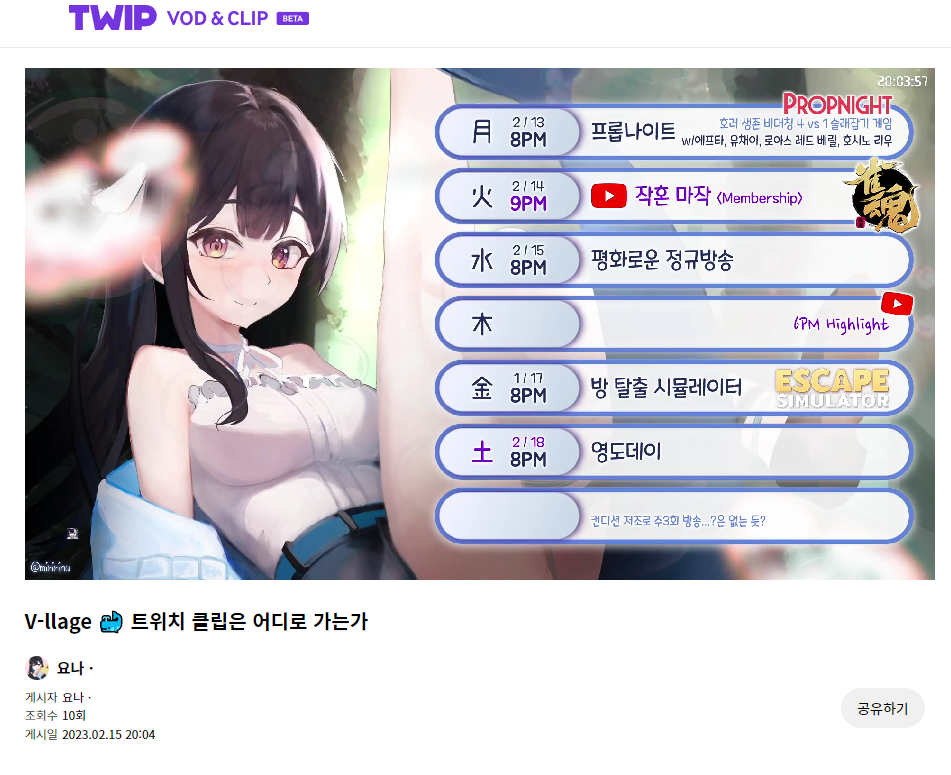 TWIP VOD & CLIP BETA
20:03:57
月 2/13 8PM 프롭나이트
PROPNIGHT
호러 생존 비대칭 4 vs 1 술래잡기 게임
w/에프타, 유채이, 로아스 레드 베릴, 호시노 리우
火 2/14 9PM 작혼 마작 (Membership)
雀魂
水 2/15 8PM 평화로운 정규방송
木 6PM Highlight
金 1/17 8PM 방 탈출 시뮬레이터
ESCAPE
SIMULATOR
土 2/18 8PM 영도데이
컨디션 저조로 주3회 방송...?은 없는 듯?
V-llage 트위치 클립은 어디로 가는가
요나 ·
게시자 요나 ·
조회수 10회
게시일 2023.02.15 20:04
공유하기